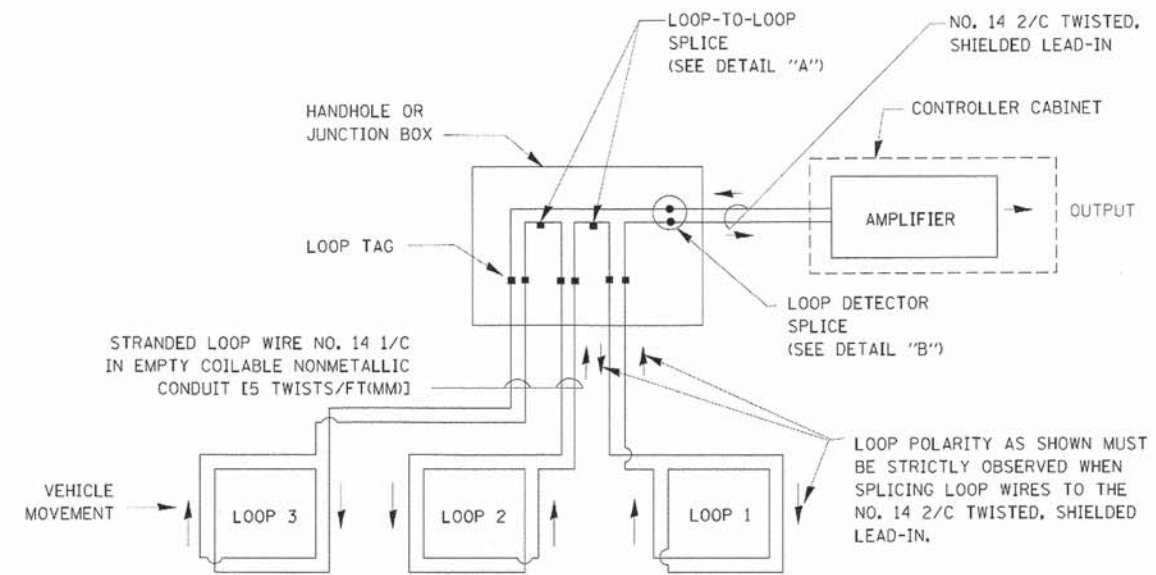 LOOP-TO-LOOP
SPLICE
(SEE DETAIL "A")
NO. 14 2/C TWISTED,
SHIELDED LEAD-IN
HANDHOLE OR
JUNCTION BOX
CONTROLLER CABINET
AMPLIFIER
OUTPUT
LOOP TAG
LOOP DETECTOR
SPLICE
(SEE DETAIL "B")
STRANDED LOOP WIRE NO. 14 1/C
IN EMPTY COILABLE NONMETALLIC
CONDUIT [5 TWISTS/FT(MM)]
VEHICLE
MOVEMENT
LOOP 3
LOOP 2
LOOP 1
LOOP POLARITY AS SHOWN MUST
BE STRICTLY OBSERVED WHEN
SPLICING LOOP WIRES TO THE
NO. 14 2/C TWISTED, SHIELDED
LEAD-IN.